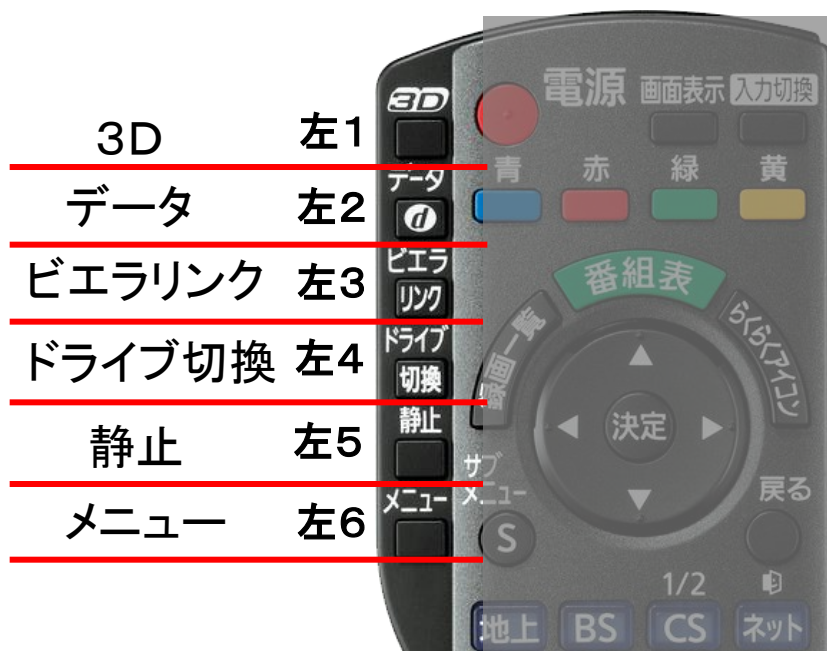 3D 左1
データ 左2
ビエラリンク 左3
ドライブ切換 左4
静止 左5
メニュー 左6
3D
データ
d
ビエラ
リンク
ドライブ
切換
静止
メニュー
電源 画面表示 入力切換
青 赤 緑 黄
番組表
録画一覧
らくらくアイコン
決定
サブ
メニュー
S
戻る
1/2
地上 BS CS ネット